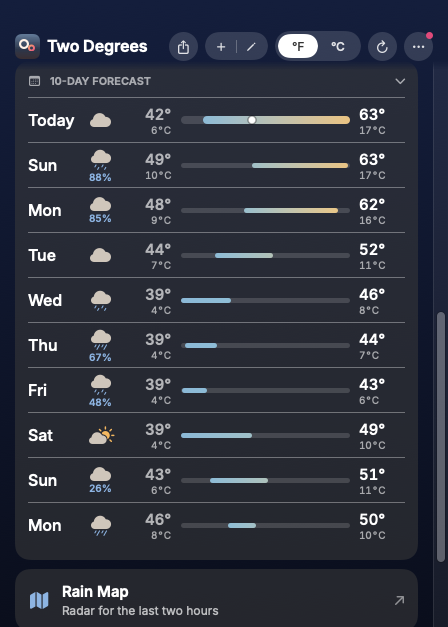 Two Degrees
°F
°C
10-DAY FORECAST
Today 42° 63°
6°C 17°C
Sun 49° 63°
88% 10°C 17°C
Mon 48° 62°
85% 9°C 16°C
Tue 44° 52°
7°C 11°C
Wed 39° 46°
4°C 8°C
Thu 39° 44°
67% 4°C 7°C
Fri 39° 43°
48% 4°C 6°C
Sat 39° 49°
4°C 10°C
Sun 43° 51°
26% 6°C 11°C
Mon 46° 50°
8°C 10°C
Rain Map
Radar for the last two hours